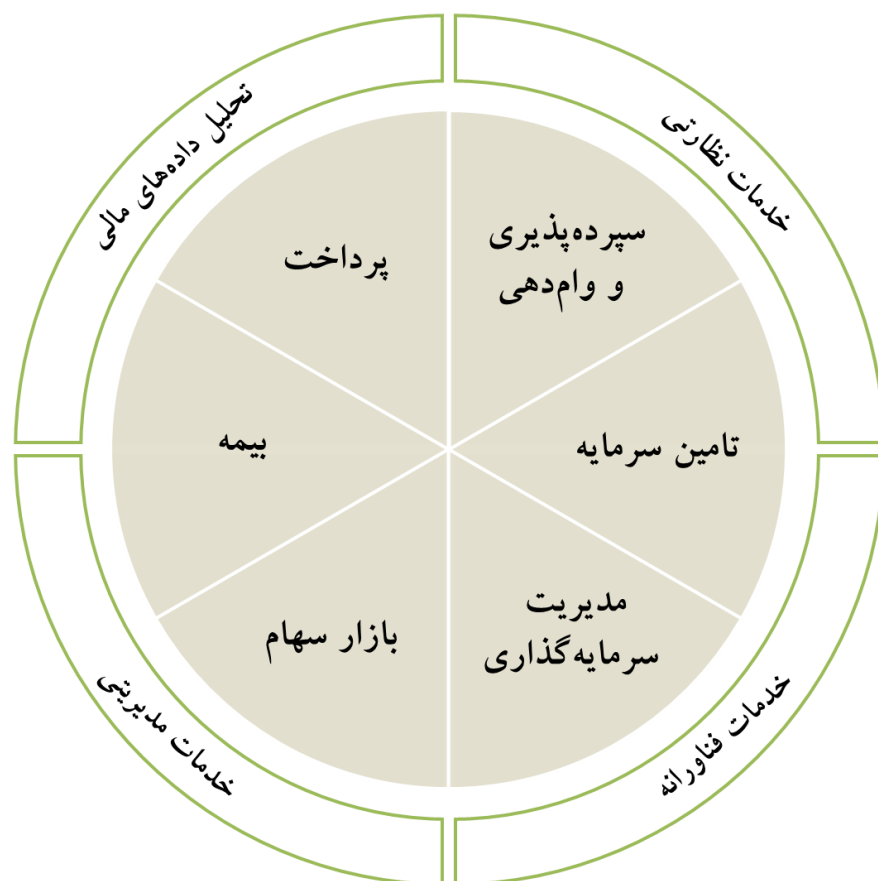 تحلیل داده‌های مالی
خدمات نظارتی
سپرده‌پذیری
و وام‌دهی
پرداخت
تامین سرمایه
بیمه
مدیریت
سرمایه‌گذاری
بازار سهام
خدمات فناورانه
خدمات مدیریتی